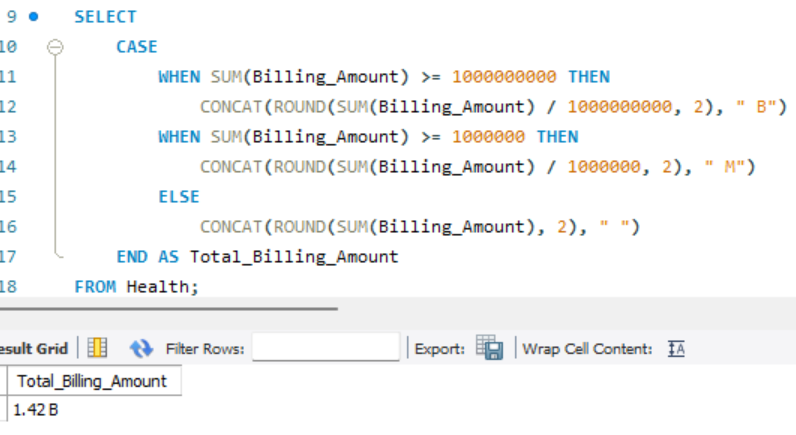 9 SELECT
10 CASE
11 WHEN SUM(Billing_Amount) >= 1000000000 THEN
12 CONCAT(ROUND(SUM(Billing_Amount) / 1000000000, 2), " B")
13 WHEN SUM(Billing_Amount) >= 1000000 THEN
14 CONCAT(ROUND(SUM(Billing_Amount) / 1000000, 2), " M")
15 ELSE
16 CONCAT(ROUND(SUM(Billing_Amount), 2), " ")
17 END AS Total_Billing_Amount
18 FROM Health;
esult Grid Filter Rows: Export: Wrap Cell Content: IA
Total_Billing_Amount
1.42 B